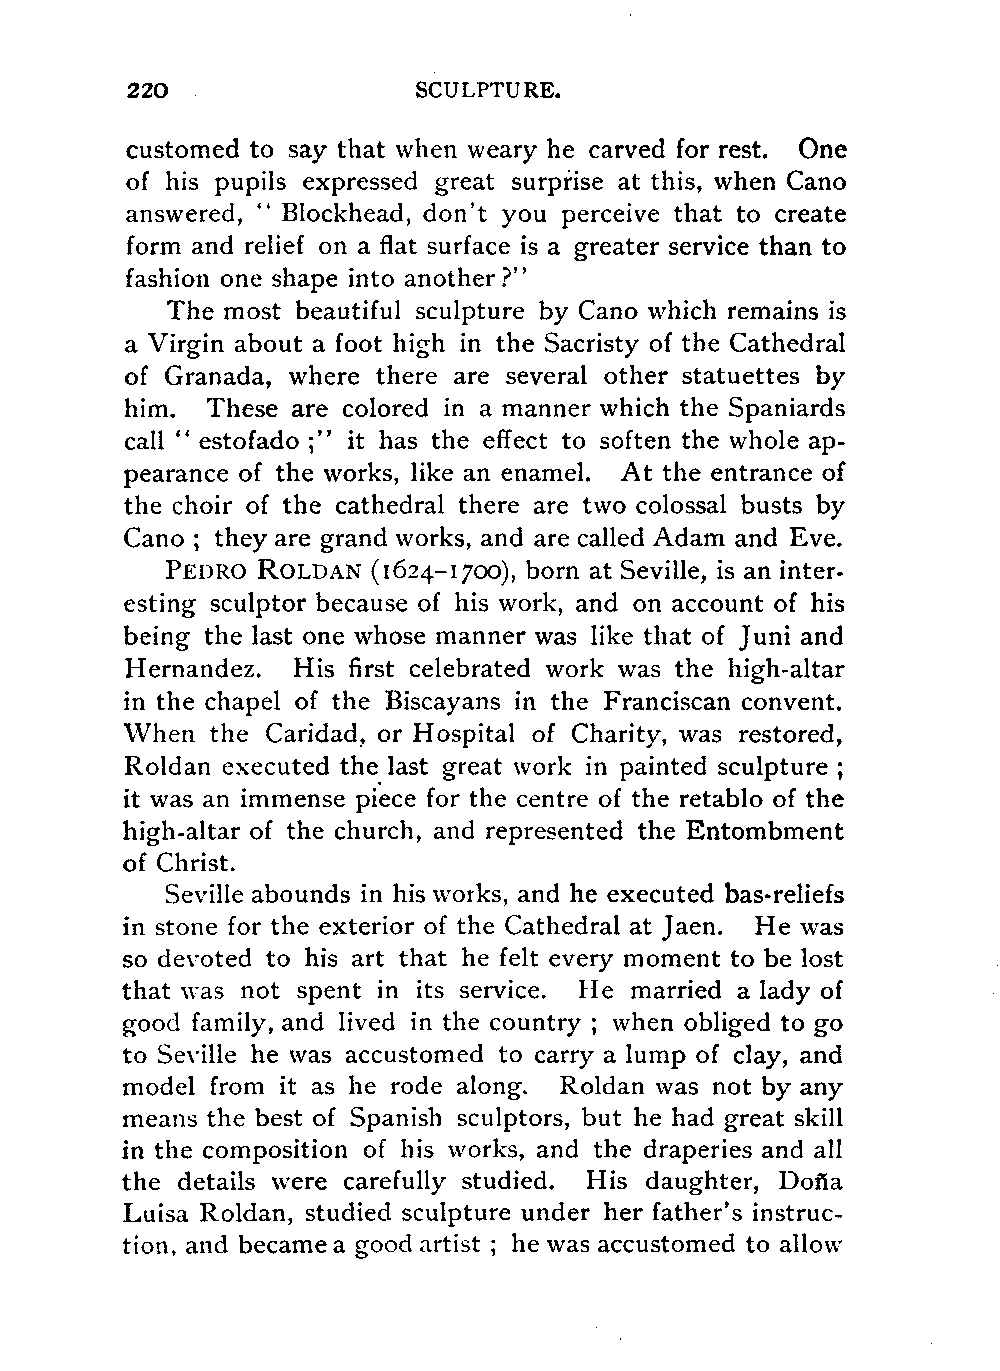 220 SCULPTURE.
customed to say that when weary he carved for rest. One
of his pupils expressed great surprise at this, when Cano
answered, “ Blockhead, don't you perceive that to create
form and relief on a flat surface is a greater service than to
fashion one shape into another ?”
The most beautiful sculpture by Cano which remains is
a Virgin about a foot high in the Sacristy of the Cathedral
of Granada, where there are several other statuettes by
him. These are colored in a manner which the Spaniards
call “ estofado ;” it has the effect to soften the whole ap-
pearance of the works, like an enamel. At the entrance of
the choir of the cathedral there are two colossal busts by
Cano ; they are grand works, and are called Adam and Eve.
PEDRO ROLDAN (1624–1700), born at Seville, is an inter-
esting sculptor because of his work, and on account of his
being the last one whose manner was like that of Juni and
Hernandez. His first celebrated work was the high-altar
in the chapel of the Biscayans in the Franciscan convent.
When the Caridad, or Hospital of Charity, was restored,
Roldan executed the last great work in painted sculpture ;
it was an immense piece for the centre of the retablo of the
high-altar of the church, and represented the Entombment
of Christ.
Seville abounds in his works, and he executed bas-reliefs
in stone for the exterior of the Cathedral at Jaen. He was
so devoted to his art that he felt every moment to be lost
that was not spent in its service. He married a lady of
good family, and lived in the country ; when obliged to go
to Seville he was accustomed to carry a lump of clay, and
model from it as he rode along. Roldan was not by any
means the best of Spanish sculptors, but he had great skill
in the composition of his works, and the draperies and all
the details were carefully studied. His daughter, Doña
Luisa Roldan, studied sculpture under her father's instruc-
tion, and became a good artist ; he was accustomed to allow